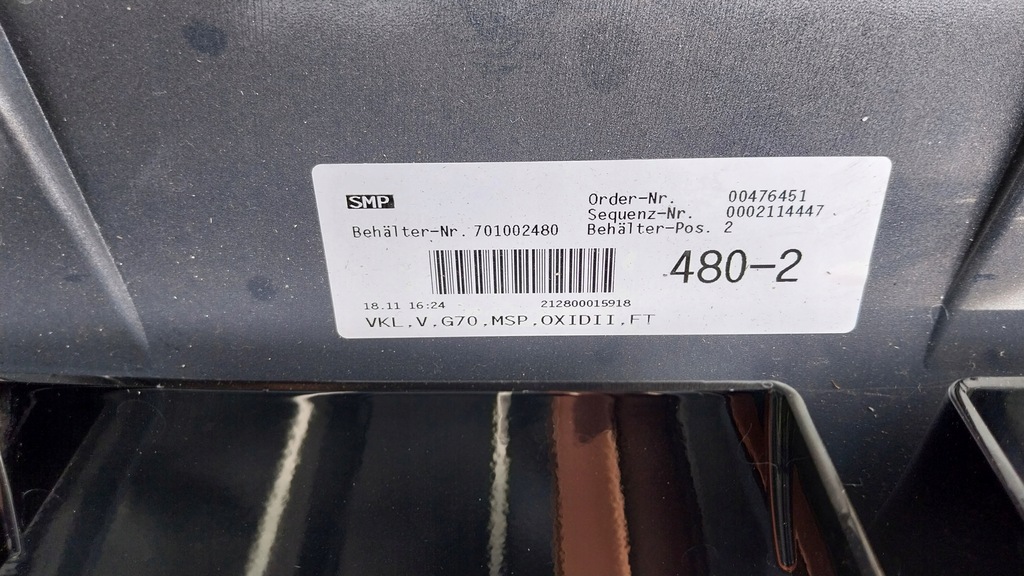 SMP
Order-Nr. 00476451
Sequenz-Nr. 0002114447
Behälter-Nr. 701002480 Behälter-Pos. 2
480-2
18.11 16:24 212800015918
VKL,V,G70,MSP,OXIDII,FT